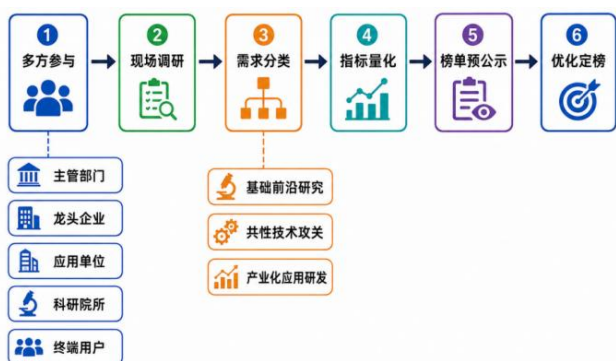 1
多方参与
2
现场调研
3
需求分类
4
指标量化
5
榜单预公示
6
优化定榜
主管部门
龙头企业
应用单位
科研院所
终端用户
基础前沿研究
共性技术攻关
产业化应用研发